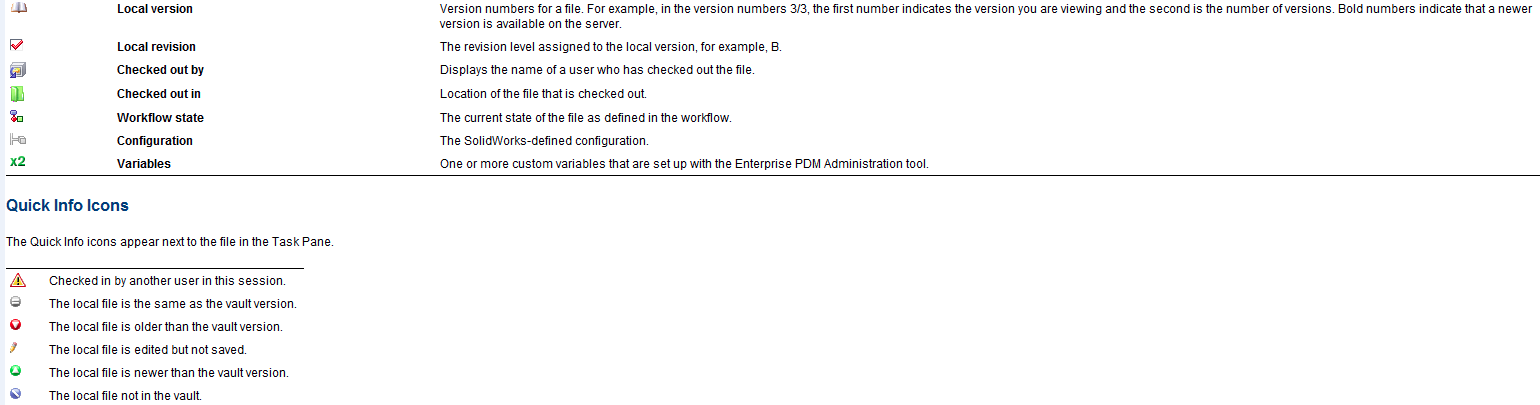 Local version Version numbers for a file. For example, in the version numbers 3/3, the first number indicates the version you are viewing and the second is the number of versions. Bold numbers indicate that a newer
version is available on the server.
Local revision The revision level assigned to the local version, for example, B.
Checked out by Displays the name of a user who has checked out the file.
Checked out in Location of the file that is checked out.
Workflow state The current state of the file as defined in the workflow.
Configuration The SolidWorks-defined configuration.
x2 Variables One or more custom variables that are set up with the Enterprise PDM Administration tool.
Quick Info Icons
The Quick Info icons appear next to the file in the Task Pane.
Checked in by another user in this session.
The local file is the same as the vault version.
The local file is older than the vault version.
The local file is edited but not saved.
The local file is newer than the vault version.
The local file not in the vault.